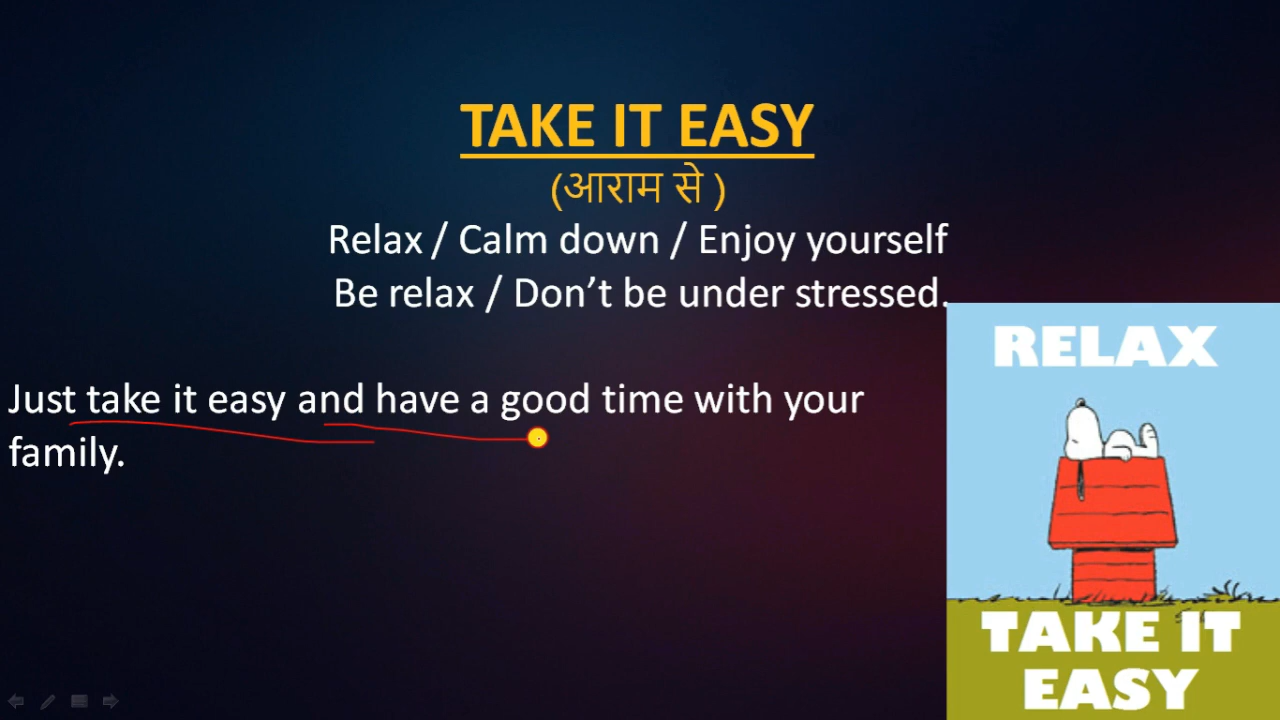 TAKE IT EASY
(आराम से )
Relax / Calm down / Enjoy yourself
Be relax / Don’t be under stressed.
Just take it easy and have a good time with your
family.
RELAX
TAKE IT
EASY